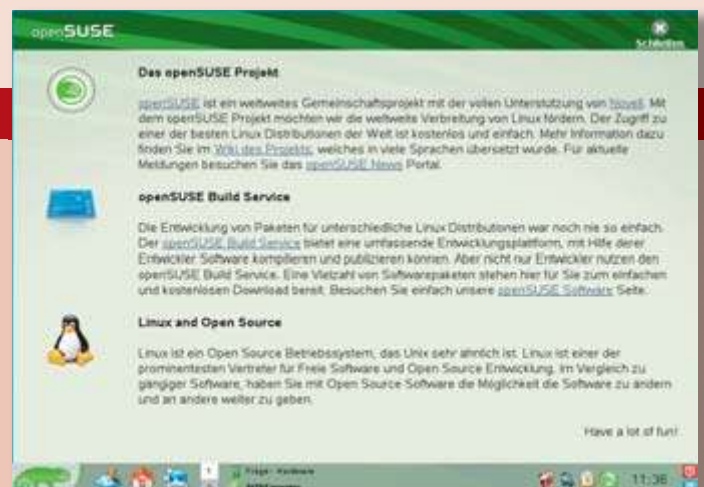 openSUSE
Schließen
Das openSUSE Projekt
openSUSE ist ein weltweites Gemeinschaftsprojekt mit der vollen Unterstützung von Novell. Mit
dem openSUSE Projekt möchten wir die weltweite Verbreitung von Linux fördern. Der Zugriff zu
einer der besten Linux Distributionen der Welt ist kostenlos und einfach. Mehr Information dazu
finden Sie im Wiki des Projekts, welches in viele Sprachen übersetzt wurde. Für aktuelle
Meldungen besuchen Sie das openSUSE News Portal.
openSUSE Build Service
Die Entwicklung von Paketen für unterschiedliche Linux Distributionen war noch nie so einfach.
Der openSUSE Build Service bietet eine umfassende Entwicklungsplattform, mit Hilfe derer
Entwickler Software kompilieren und publizieren können. Aber nicht nur Entwickler nutzen den
openSUSE Build Service. Eine Vielzahl von Softwarepaketen stehen hier für Sie zum einfachen
und kostenlosen Download bereit. Besuchen Sie einfach unsere openSUSE Software Seite.
Linux and Open Source
Linux ist ein Open Source Betriebssystem, das Unix sehr ähnlich ist. Linux ist einer der
prominentesten Vertreter für Freie Software und Open Source Entwicklung. Im Vergleich zu
gängiger Software, haben Sie mit Open Source Software die Möglichkeit die Software zu ändern
und an andere weiter zu geben.
Have a lot of fun!
11:36